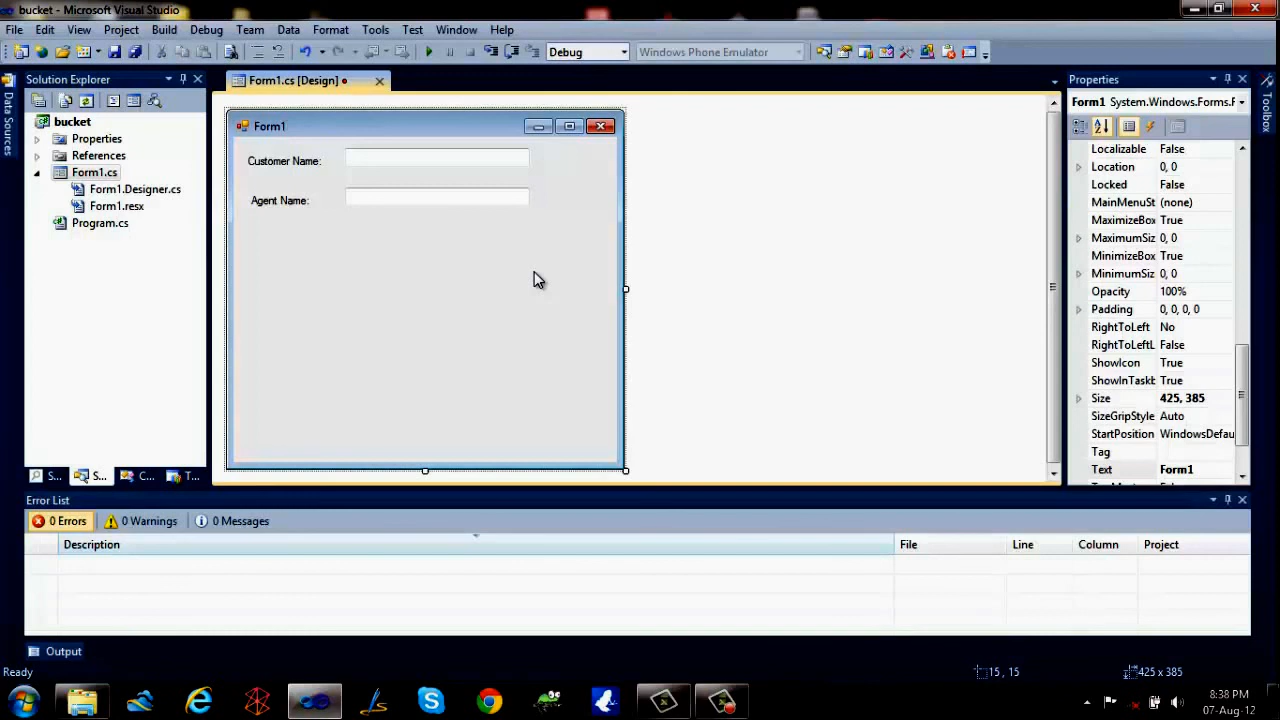 bucket - Microsoft Visual Studio
File Edit View Project Build Debug Team Format Data Tools Test Window Help
Debug Windows Phone Emulator
Data Sources
Solution Explorer
bucket
Properties
References
Form1.cs
Form1.Designer.cs
Form1.resx
Program.cs
S... S... C... T...
Form1.cs [Design]
Form1
Customer Name:
Agent Name:
Properties
Form1 System.Windows.Forms.F
Localizable False
Location 0, 0
Locked False
MainMenuSt (none)
MaximizeBox True
MaximumSiz 0, 0
MinimizeBox True
MinimumSiz 0, 0
Opacity 100%
Padding 0, 0, 0, 0
RightToLeft No
RightToLeftL False
ShowIcon True
ShowInTaskb True
Size 425, 385
SizeGripStyle Auto
StartPosition WindowsDefau
Tag
Text Form1
Toolbox
Error List
0 Errors 0 Warnings 0 Messages
Description File Line Column Project
Output
Ready 15 , 15 425 x 385
8:38 PM
07-Aug-12